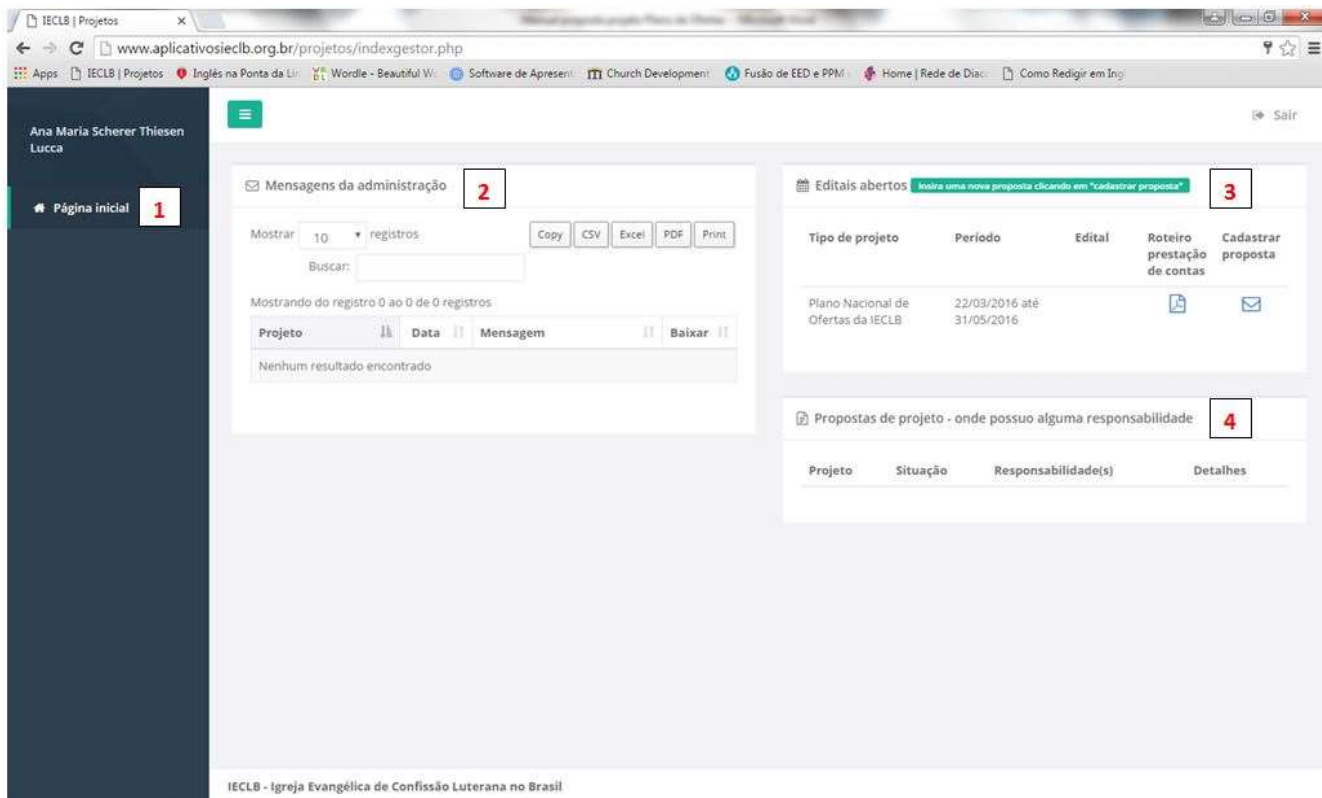 IECLB | Projetos
www.aplicativosieclb.org.br/projetos/indexgestor.php
Apps IECLB | Projetos Inglês na Ponta da Lín Wordle - Beautiful W Software de Apresent Church Development Fusão de EED e PPM Home | Rede de Diac Como Redigir em Ing
Ana Maria Scherer Thiesen
Lucca
Página inicial
1
Sair
Mensagens da administração
2
Mostrar 10 registros
Copy CSV Excel PDF Print
Buscar:
Mostrando do registro 0 ao 0 de 0 registros
Projeto Data Mensagem Baixar
Nenhum resultado encontrado
Editais abertos Insira uma nova proposta clicando em "cadastrar proposta"
3
Tipo de projeto Período Edital Roteiro Cadastrar
prestação proposta
de contas
Plano Nacional de 22/03/2016 até
Ofertas da IECLB 31/05/2016
Propostas de projeto - onde possuo alguma responsabilidade
4
Projeto Situação Responsabilidade(s) Detalhes
IECLB - Igreja Evangélica de Confissão Luterana no Brasil